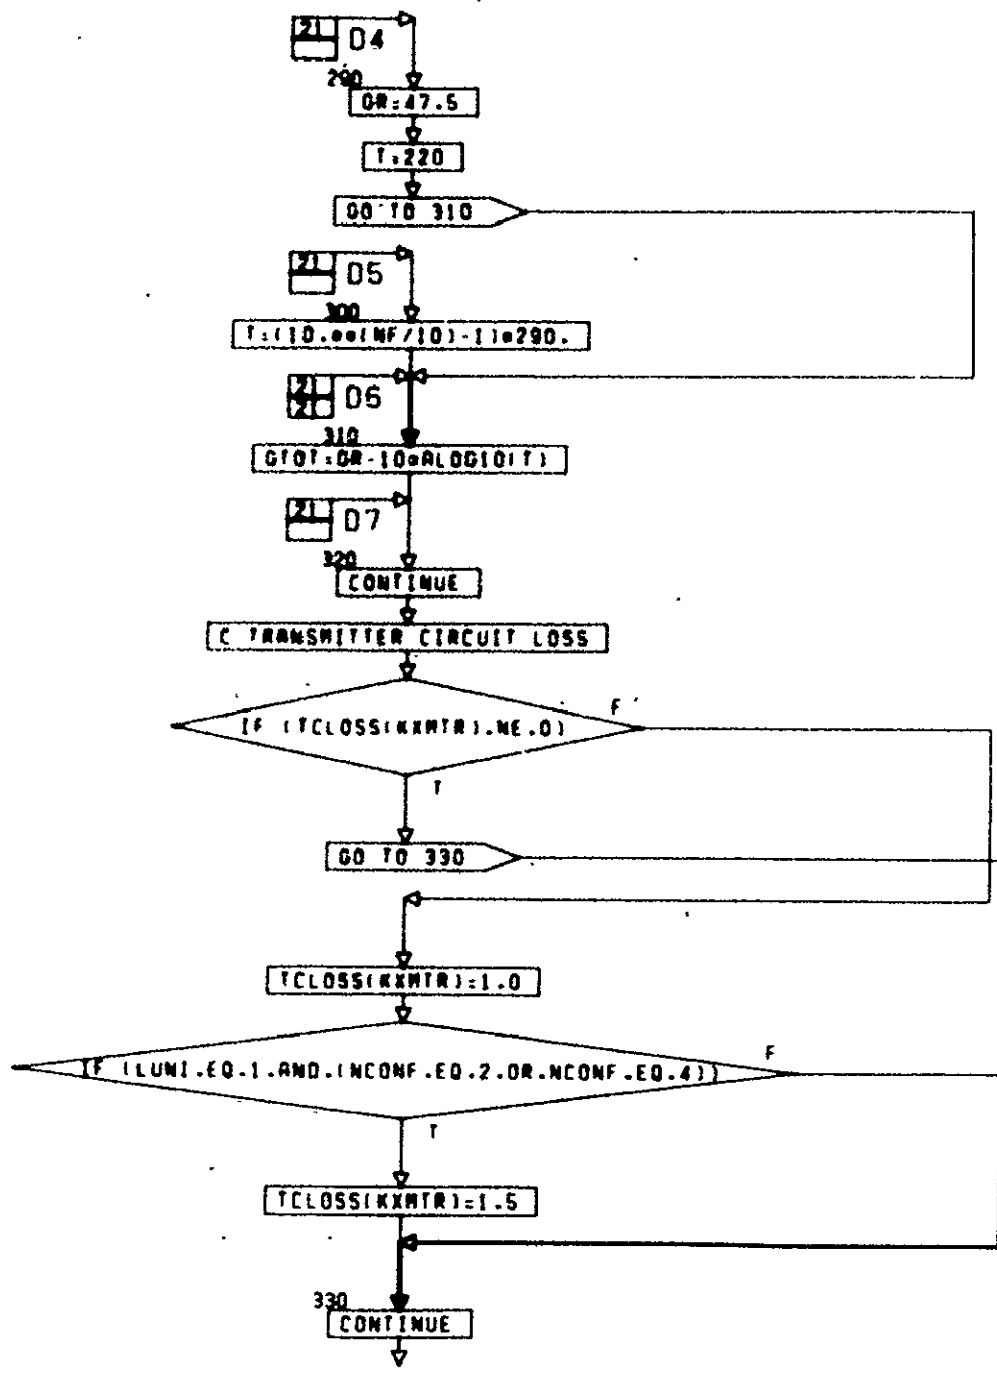 21 D4
290
GR=47.5
T=220
GO TO 310
21 D5
300
T=(10.**(NF/10)-1)*290.
21 D6
2
310
GTOT=GR-10*ALOG10(T)
21 D7
320
CONTINUE
C TRANSMITTER CIRCUIT LOSS
IF (TCLOSS(KXMTR).NE.0)
F
T
GO TO 330
TCLOSS(KXMTR)=1.0
IF (LUNI.EQ.1.AND.(NCONF.EQ.2.OR.NCONF.EQ.4))
F
T
TCLOSS(KXMTR)=1.5
330
CONTINUE